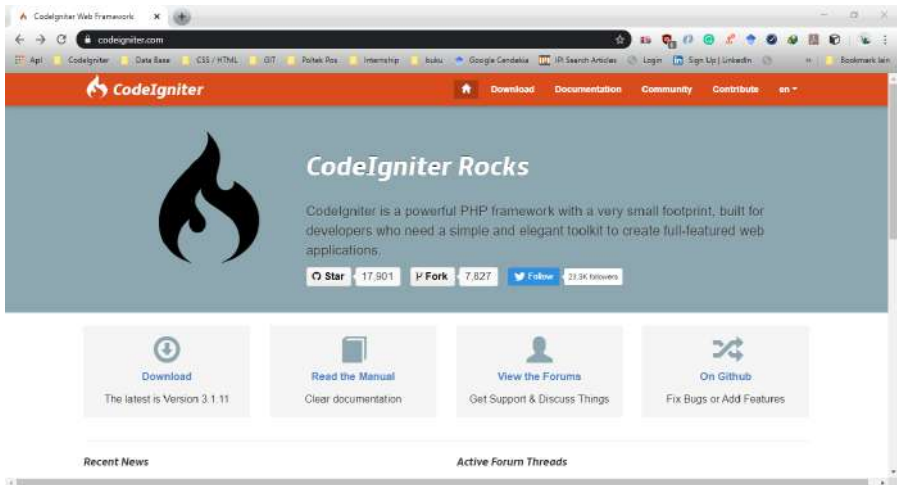 CodeIgniter Web Framework
codeigniter.com
Apl CodeIgniter Data Base CSS / HTML GIT Poltek Pos Internship buku Google Cendekia IPI Search Articles Login Sign Up | LinkedIn Bookmark lain
CodeIgniter Download Documentation Community Contribute en
CodeIgniter Rocks
CodeIgniter is a powerful PHP framework with a very small footprint, built for
developers who need a simple and elegant toolkit to create full-featured web
applications.
Star 17,901 Fork 7,827 Follow followers
Download
The latest is Version 3.1.11
Read the Manual
Clear documentation
View the Forums
Get Support & Discuss Things
On Github
Fix Bugs or Add Features
Recent News
Active Forum Threads